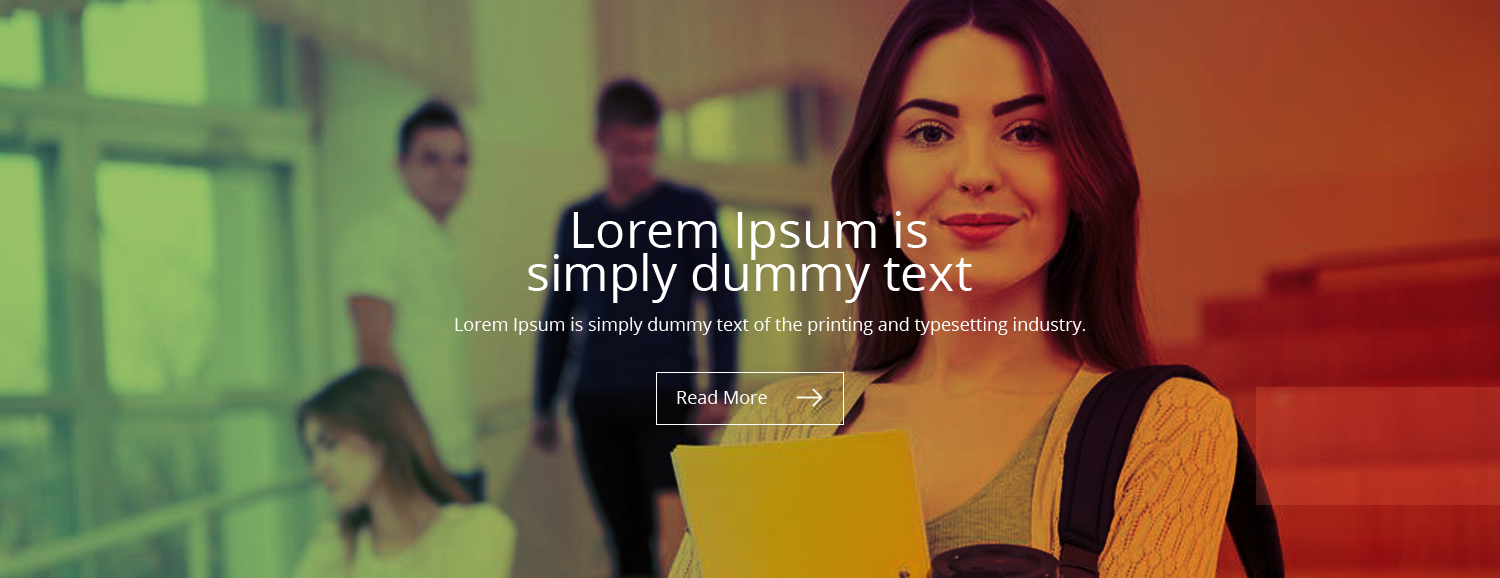 Lorem Ipsum is
simply dummy text
Lorem Ipsum is simply dummy text of the printing and typesetting industry.
Read More